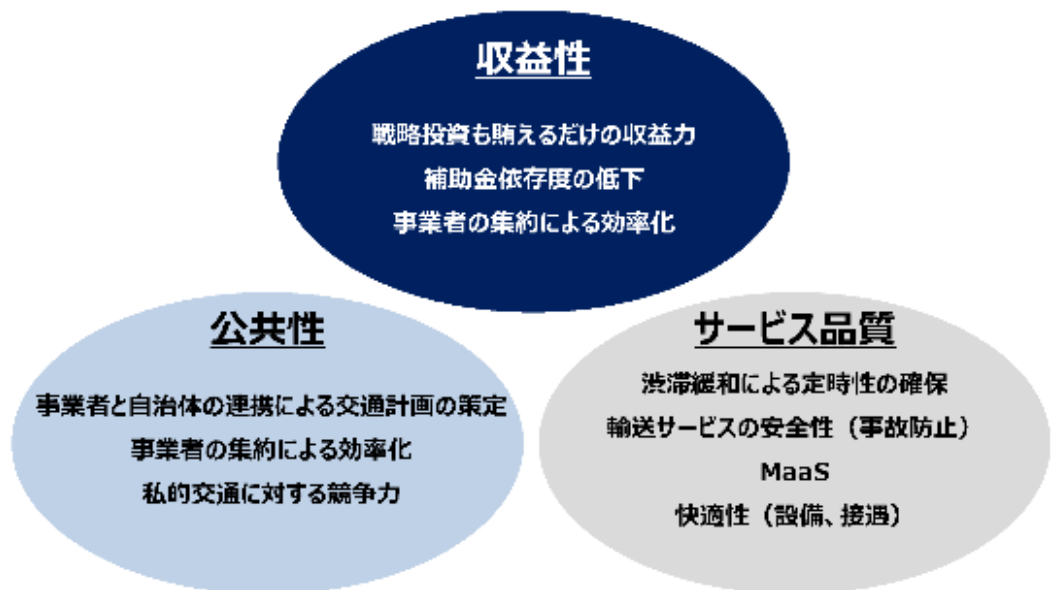 収益性
戦略投資も賄えるだけの収益力
補助金依存度の低下
事業者の集約による効率化
公共性
事業者と自治体の連携による交通計画の策定
事業者の集約による効率化
私的交通に対する競争力
サービス品質
渋滞緩和による定時性の確保
輸送サービスの安全性（事故防止）
MaaS
快適性（設備、接遇）